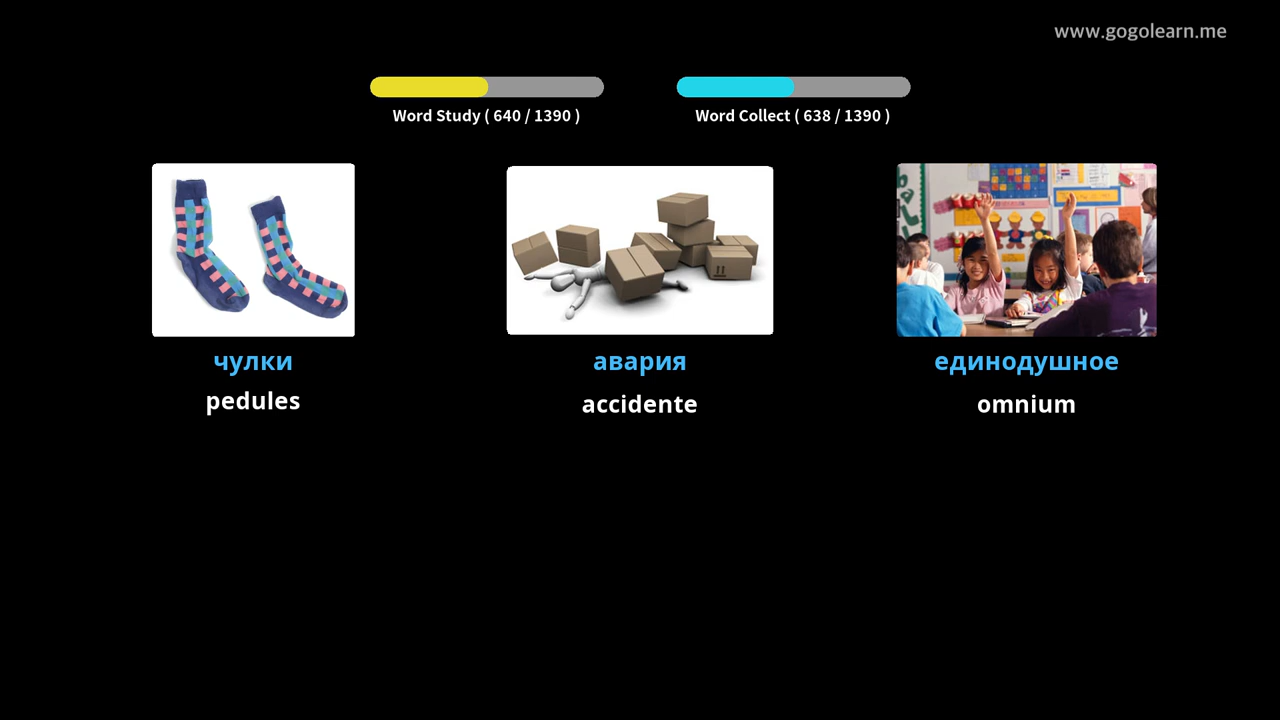 www.gogolearn.me
Word Study ( 640 / 1390 )
Word Collect ( 638 / 1390 )
чулки
авария
единодушное
pedules
accidente
omnium